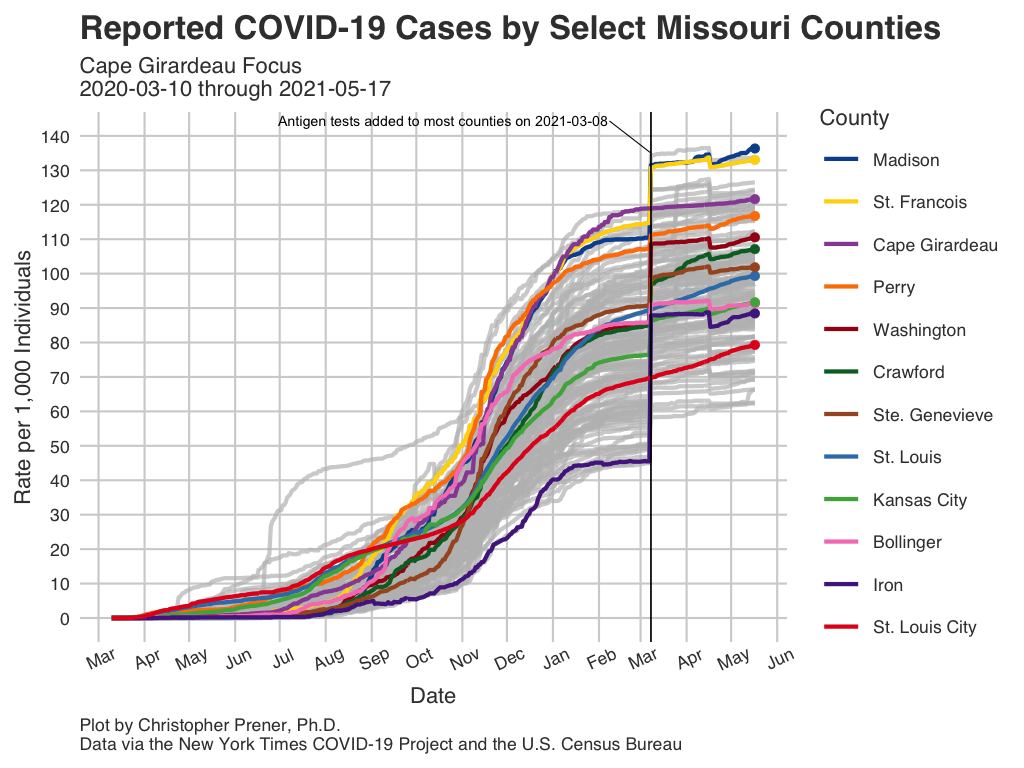 Reported COVID-19 Cases by Select Missouri Counties
Cape Girardeau Focus
2020-03-10 through 2021-05-17
Antigen tests added to most counties on 2021-03-08
Rate per 1,000 Individuals
140
130
120
110
100
90
80
70
60
50
40
30
20
10
0
Mar Apr May Jun Jul Aug Sep Oct Nov Dec Jan Feb Mar Apr May Jun
Date
County
Madison
St. Francois
Cape Girardeau
Perry
Washington
Crawford
Ste. Genevieve
St. Louis
Kansas City
Bollinger
Iron
St. Louis City
Plot by Christopher Prener, Ph.D.
Data via the New York Times COVID-19 Project and the U.S. Census Bureau